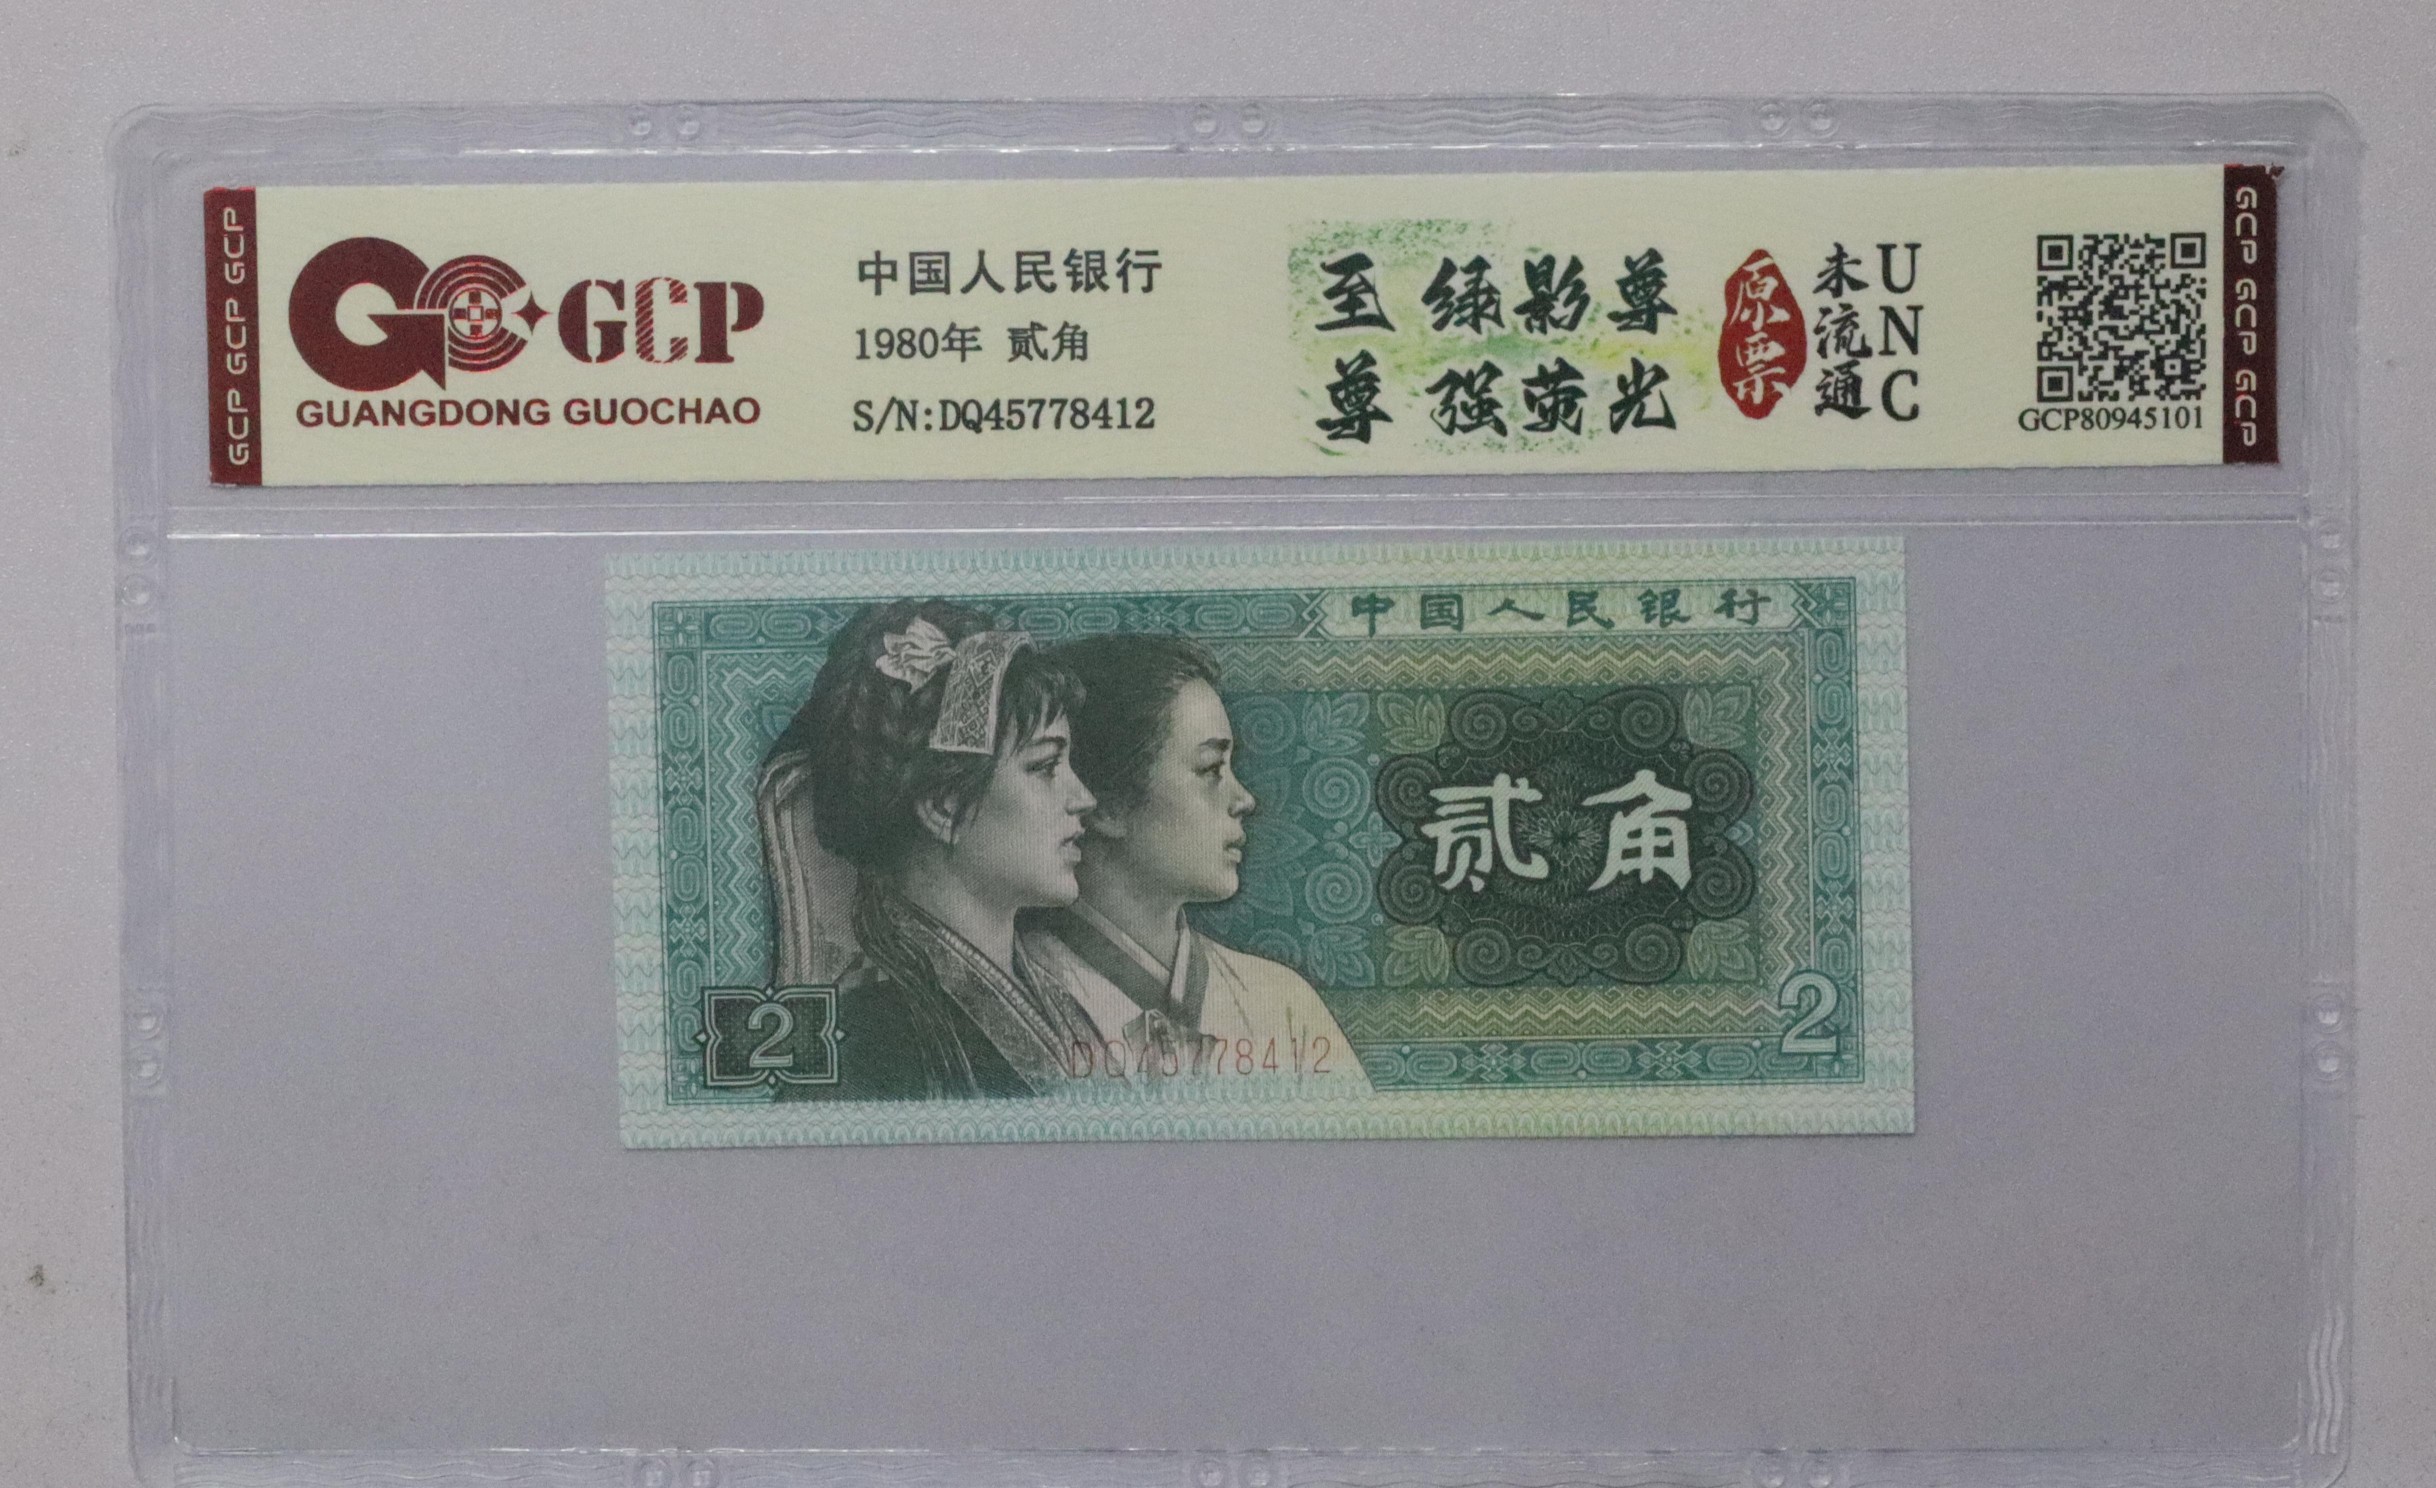 GCP GCP GCP
GCP
GUANGDONG GUOCHAO
中国人民银行
1980年 贰角
S/N:DQ45778412
至尊
绿影尊
强荧光
原票
未流通
UNC
GCP80945101
GCP GCP GCP
中国人民银行
贰角
2
2
DQ45778412